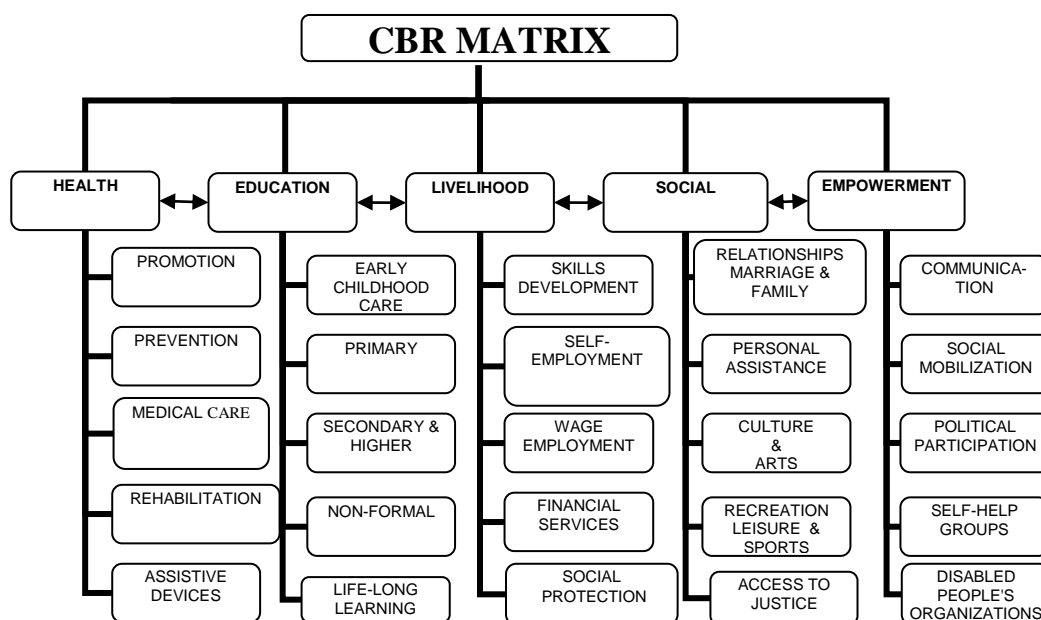 CBR MATRIX
HEALTH
EDUCATION
LIVELIHOOD
SOCIAL
EMPOWERMENT
PROMOTION
PREVENTION
MEDICAL CARE
REHABILITATION
ASSISTIVE
DEVICES
EARLY
CHILDHOOD
CARE
PRIMARY
SECONDARY &
HIGHER
NON-FORMAL
LIFE-LONG
LEARNING
SKILLS
DEVELOPMENT
SELF-
EMPLOYMENT
WAGE
EMPLOYMENT
FINANCIAL
SERVICES
SOCIAL
PROTECTION
RELATIONSHIPS
MARRIAGE &
FAMILY
PERSONAL
ASSISTANCE
CULTURE
&
ARTS
RECREATION
LEISURE &
SPORTS
ACCESS TO
JUSTICE
COMMUNICA-
TION
SOCIAL
MOBILIZATION
POLITICAL
PARTICIPATION
SELF-HELP
GROUPS
DISABLED
PEOPLE'S
ORGANIZATIONS